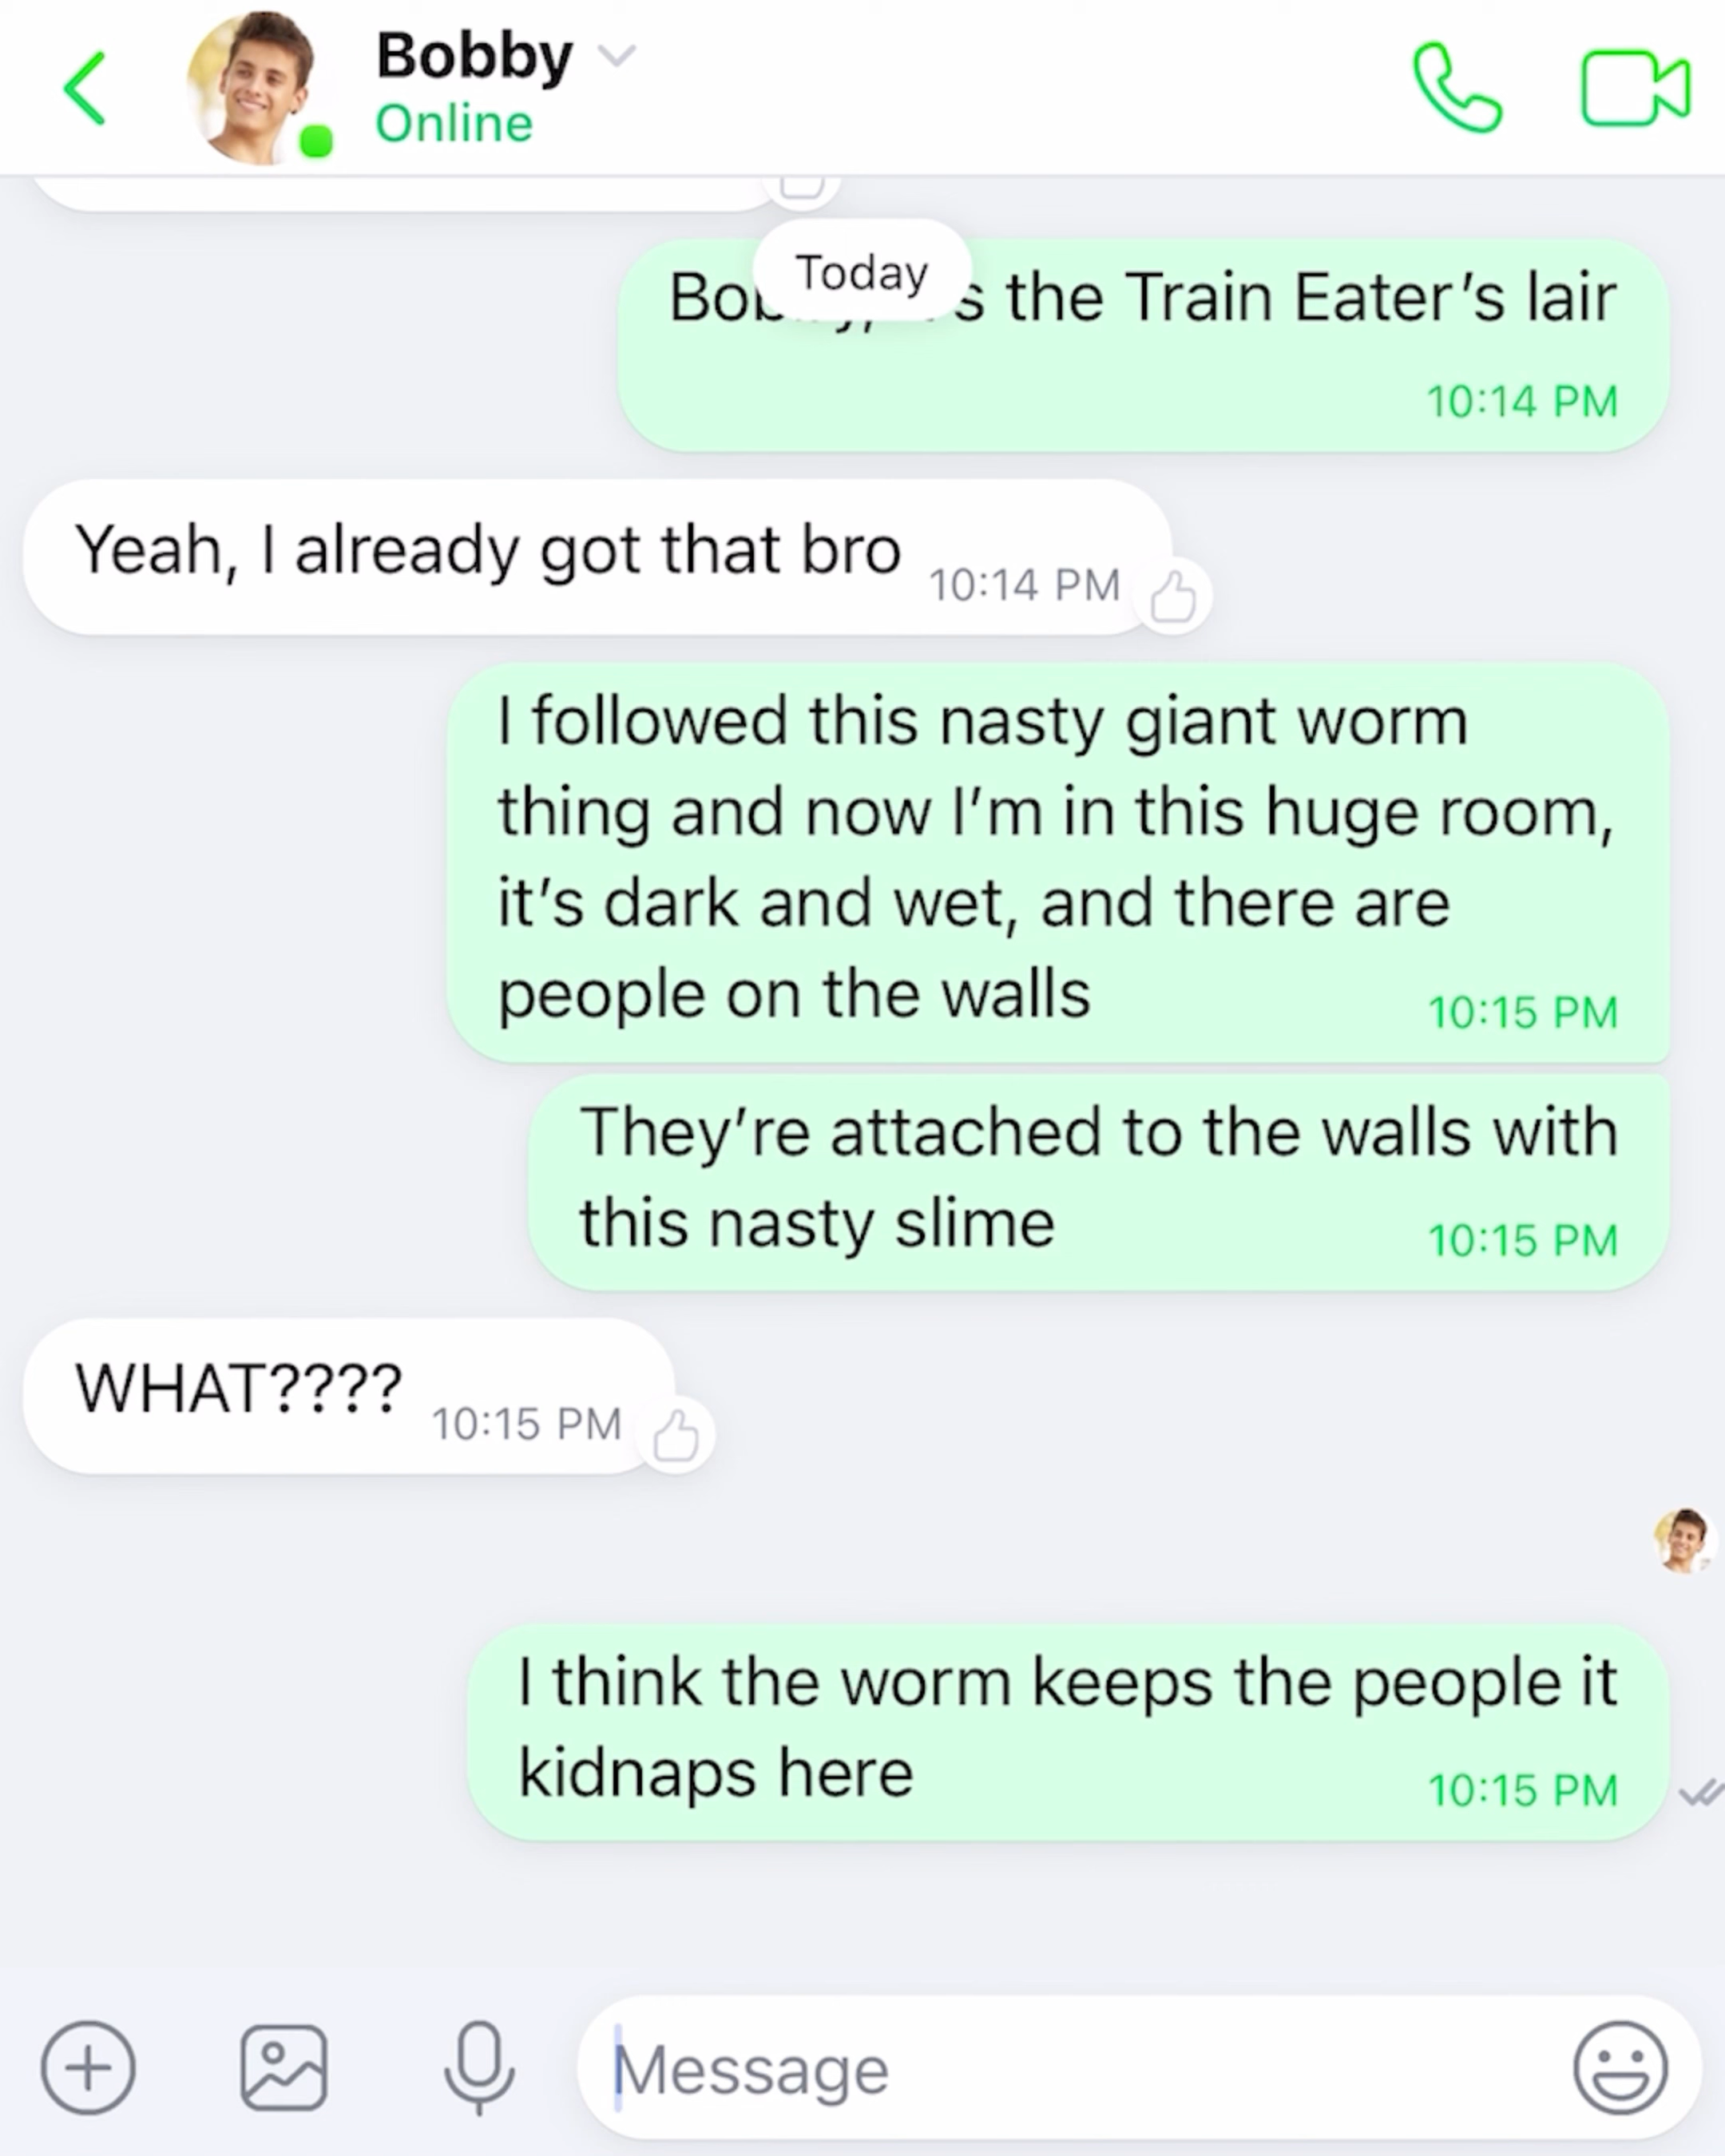 Bobby
Online
Today
s the Train Eater’s lair
10:14 PM
Yeah, I already got that bro
10:14 PM
I followed this nasty giant worm
thing and now I’m in this huge room,
it’s dark and wet, and there are
people on the walls
10:15 PM
They’re attached to the walls with
this nasty slime
10:15 PM
WHAT????
10:15 PM
I think the worm keeps the people it
kidnaps here
10:15 PM
Message